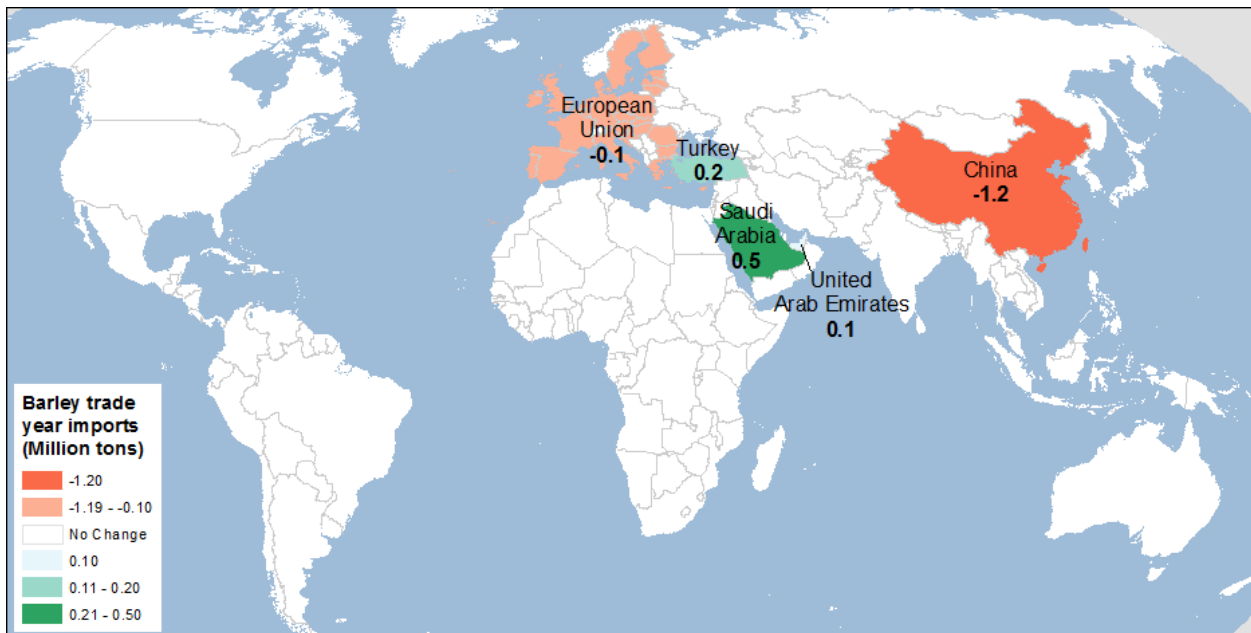 European
Union
-0.1
Turkey
0.2
China
-1.2
Saudi
Arabia
0.5
United
Arab Emirates
0.1
Barley trade
year imports
(Million tons)
-1.20
-1.19 - -0.10
No Change
0.10
0.11 - 0.20
0.21 - 0.50